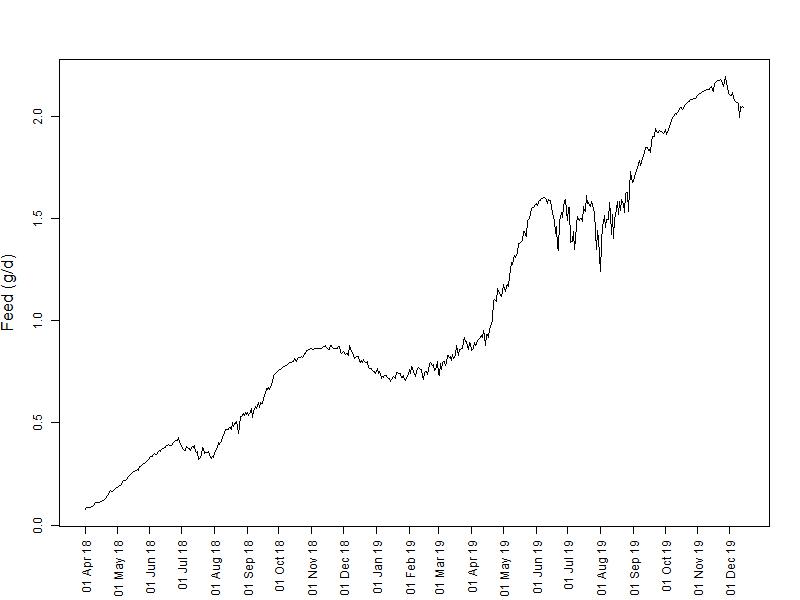 Feed (g/d)
2.0
1.5
1.0
0.5
0.0
01 Apr 18
01 May 18
01 Jun 18
01 Jul 18
01 Aug 18
01 Sep 18
01 Oct 18
01 Nov 18
01 Dec 18
01 Jan 19
01 Feb 19
01 Mar 19
01 Apr 19
01 May 19
01 Jun 19
01 Jul 19
01 Aug 19
01 Sep 19
01 Oct 19
01 Nov 19
01 Dec 19